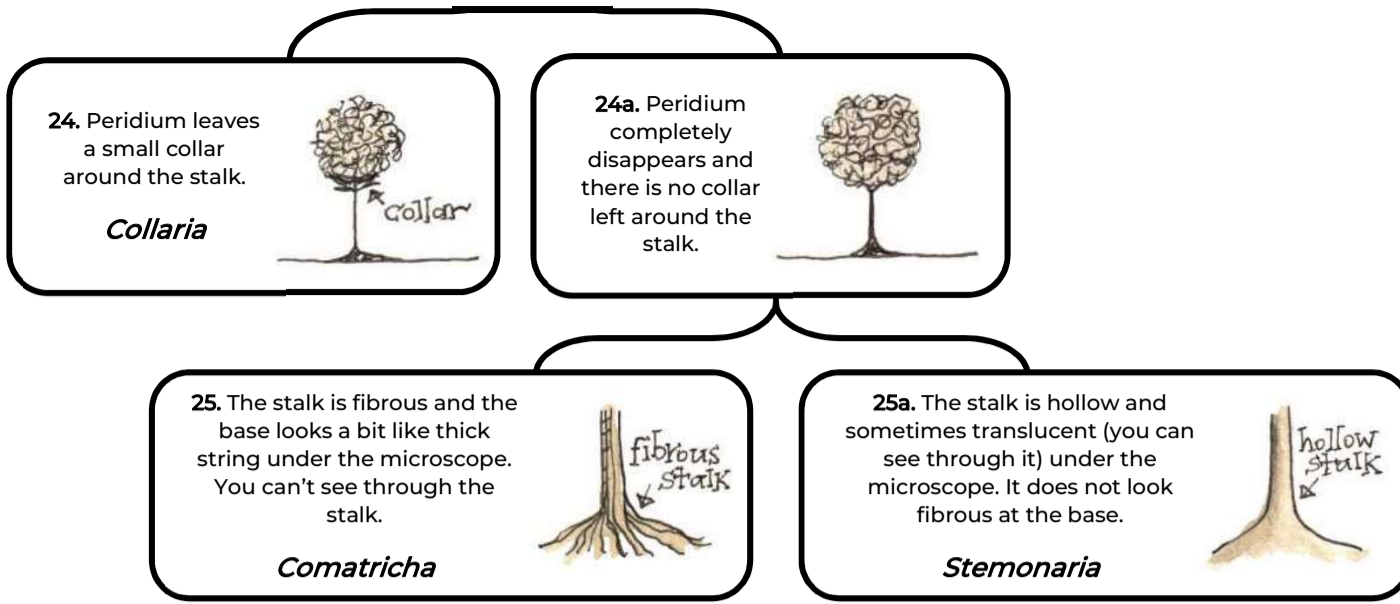 24. Peridium leaves
a small collar
around the stalk.
Collaria
collar
24a. Peridium
completely
disappears and
there is no collar
left around the
stalk.
25. The stalk is fibrous and the
base looks a bit like thick
string under the microscope.
You can’t see through the
stalk.
Comatricha
fibrous
stalk
25a. The stalk is hollow and
sometimes translucent (you can
see through it) under the
microscope. It does not look
fibrous at the base.
Stemonaria
hollow
stalk